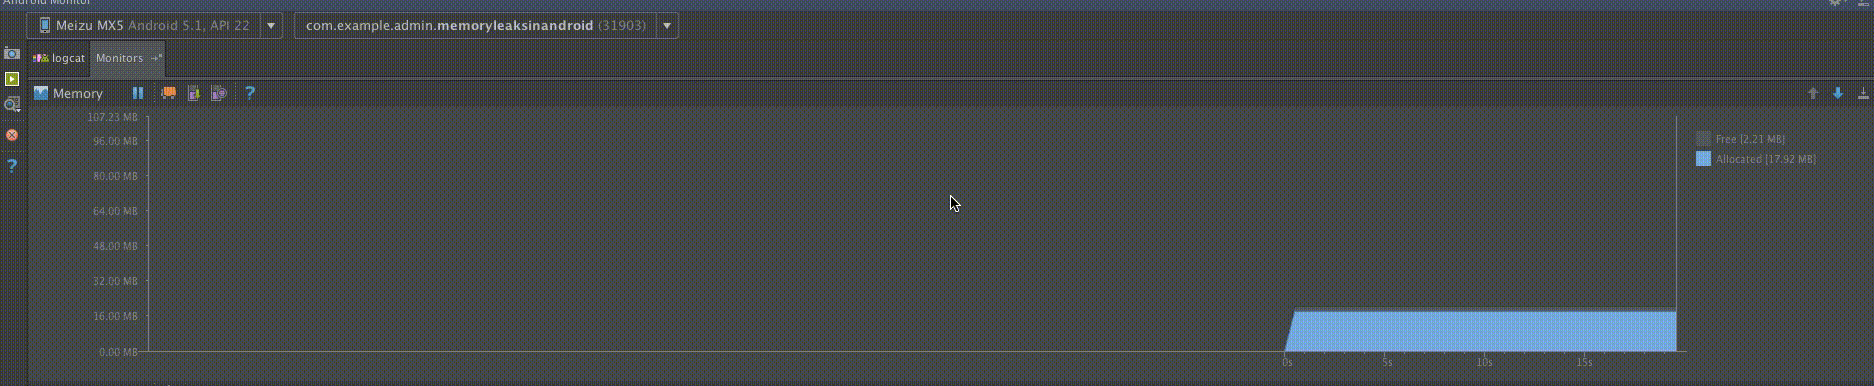 Android Monitor
Meizu MX5 Android 5.1, API 22
com.example.admin.memoryleaksinandroid (31903)
logcat
Monitors
Memory
?
?
107.23 MB
96.00 MB
80.00 MB
64.00 MB
48.00 MB
32.00 MB
16.00 MB
0.00 MB
Free [2.21 MB]
Allocated [17.92 MB]
0s
5s
10s
15s